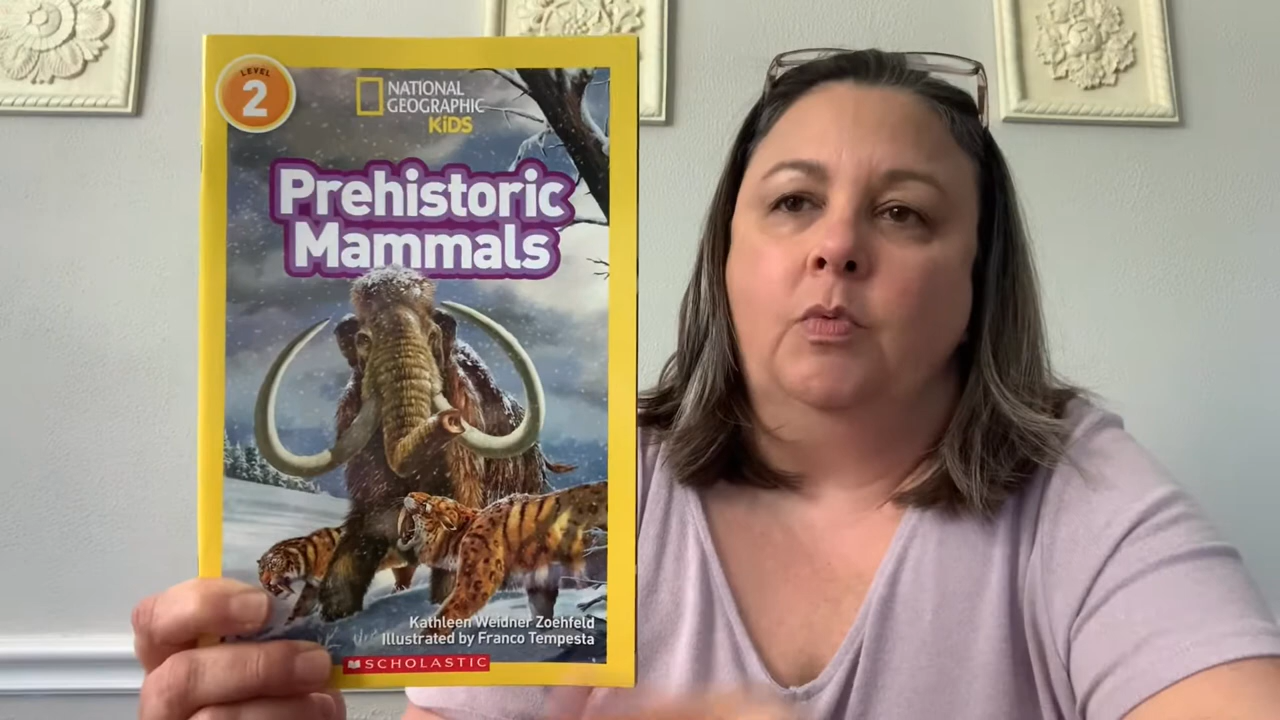 LEVEL
2
NATIONAL
GEOGRAPHIC
KiDS
Prehistoric
Mammals
Kathleen Weidner Zoehfeld
Illustrated by Franco Tempesta
SCHOLASTIC